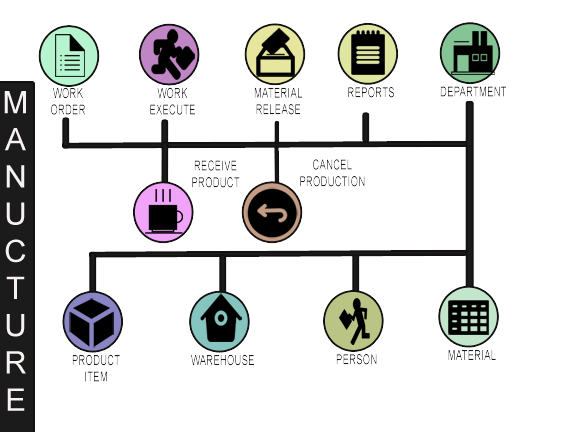 MANUCTURE
WORK
ORDER
WORK
EXECUTE
MATERIAL
RELEASE
REPORTS
DEPARTMENT
RECEIVE
PRODUCT
CANCEL
PRODUCTION
PRODUCT
ITEM
WAREHOUSE
PERSON
MATERIAL